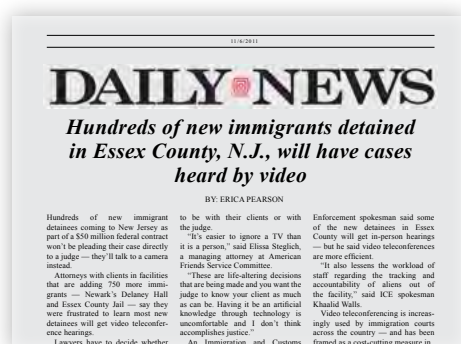 11/6/2011
DAILY NEWS
Hundreds of new immigrants detained
in Essex County, N.J., will have cases
heard by video
BY: ERICA PEARSON
Hundreds of new immigrant
detainees coming to New Jersey as
part of a $50 million federal contract
won't be pleading their case directly
to a judge — they'll talk to a camera
instead.
Attorneys with clients in facilities
that are adding 750 more immi-
grants — Newark's Delaney Hall
and Essex County Jail — say they
were frustrated to learn most new
detainees will get video teleconfer-
ence hearings.
Lawyers have to decide whether
to be with their clients or with
the judge.
"It's easier to ignore a TV than
it is a person," said Elissa Steglich,
a managing attorney at American
Friends Service Committee.
"These are life-altering decisions
that are being made and you want the
judge to know your client as much
as can be. Having it be an artificial
knowledge through technology is
uncomfortable and I don't think
accomplishes justice."
An Immigration and Customs
Enforcement spokesman said some
of the new detainees in Essex
County will get in-person hearings
— but he said video teleconferences
are more efficient.
"It also lessens the workload of
staff regarding the tracking and
accountability of aliens out of
the facility," said ICE spokesman
Khaalid Walls.
Video teleconferencing is increas-
ingly used by immigration courts
across the country — and has been
framed as a cost-cutting measure in